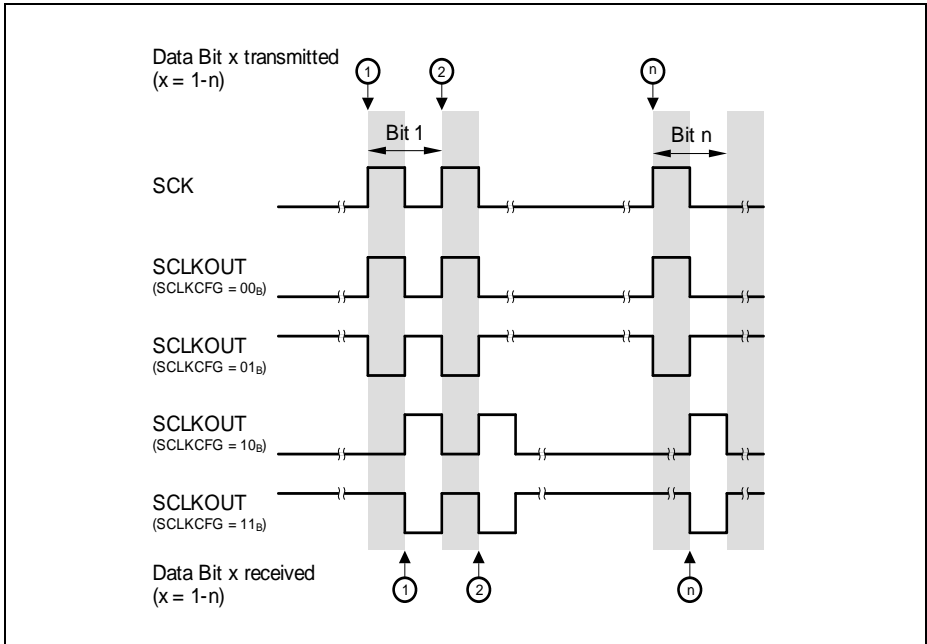 Data Bit x transmitted
(x = 1-n)
1
2
n
Bit 1
Bit n
SCK
SCLKOUT
(SCLKCFG = 00B)
SCLKOUT
(SCLKCFG = 01B)
SCLKOUT
(SCLKCFG = 10B)
SCLKOUT
(SCLKCFG = 11B)
Data Bit x received
(x = 1-n)
1
2
n